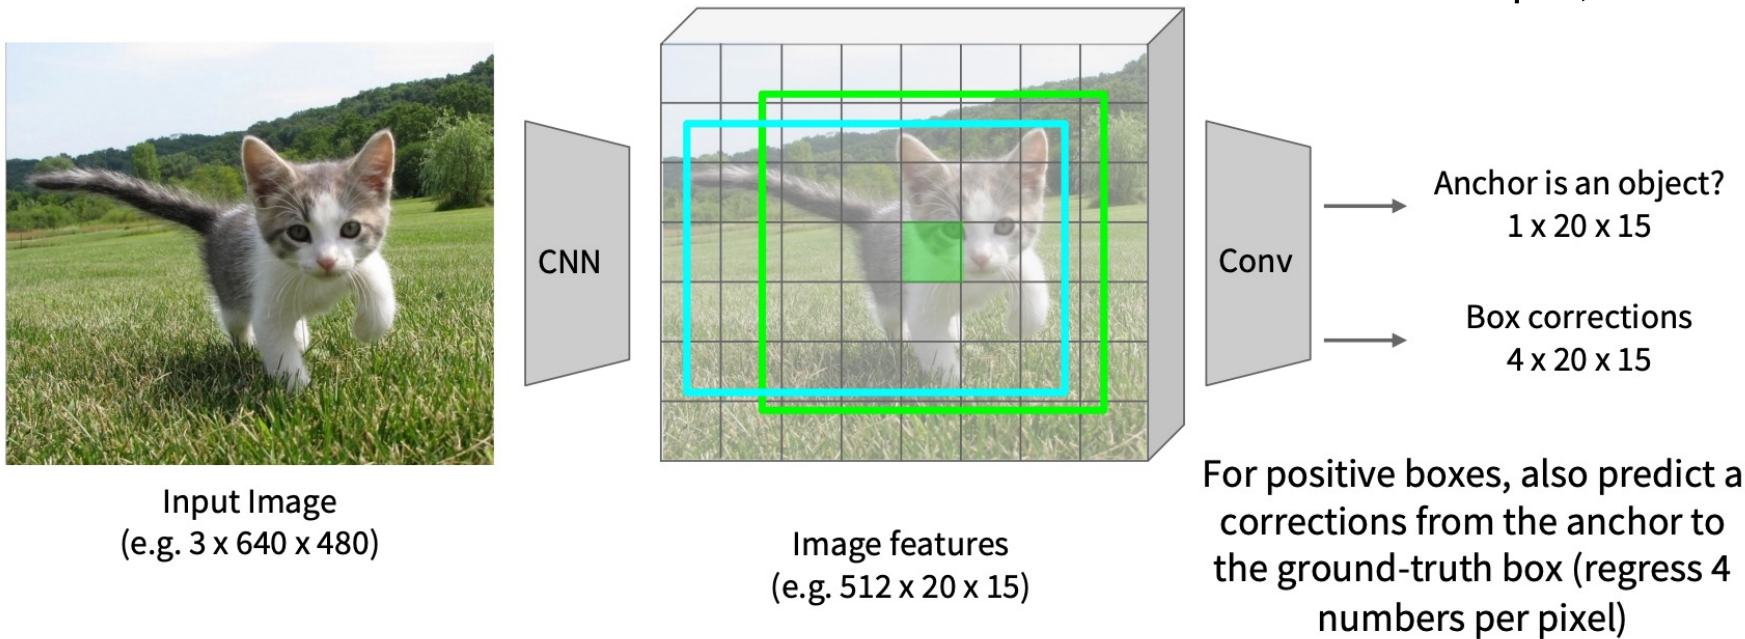 CNN
Conv
Anchor is an object?
1 x 20 x 15
Box corrections
4 x 20 x 15
Input Image
(e.g. 3 x 640 x 480)
Image features
(e.g. 512 x 20 x 15)
For positive boxes, also predict a
corrections from the anchor to
the ground-truth box (regress 4
numbers per pixel)